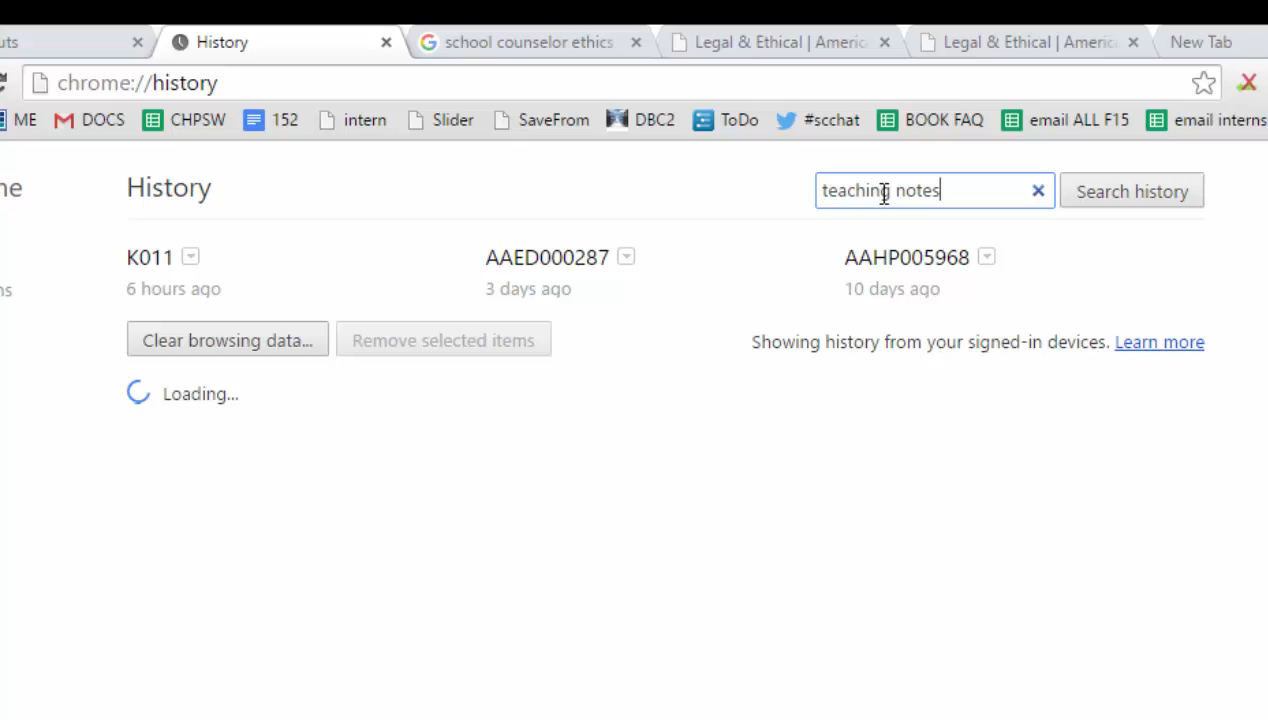 uts History school counselor ethics Legal & Ethical | Americ Legal & Ethical | Americ New Tab
chrome://history
ME DOCS CHPSW 152 intern Slider SaveFrom DBC2 ToDo #scchat BOOK FAQ email ALL F15 email interns
ne History teaching notes Search history
K011 AAED000287 AAHP005968
ns 6 hours ago 3 days ago 10 days ago
Clear browsing data... Remove selected items Showing history from your signed-in devices. Learn more
Loading...